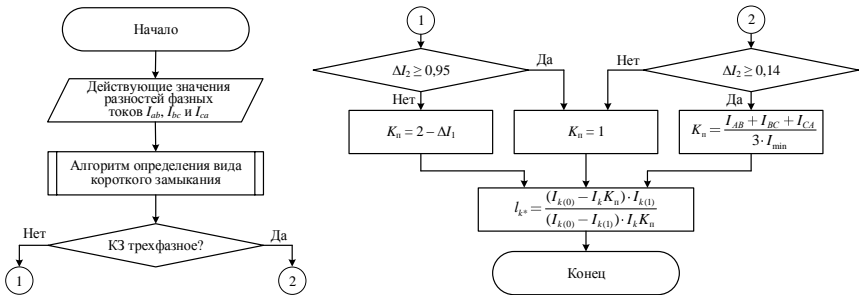 Начало
Действующие значения
разностей фазных
токов I_ab, I_bc и I_ca
Алгоритм определения вида
короткого замыкания
Нет
КЗ трехфазное?
Да
1
2
1
2
ΔI_2 ≥ 0,95
Да
Нет
ΔI_2 ≥ 0,14
Нет
Да
K_п = 2 – ΔI_1
K_п = 1
K_п = (I_AB + I_BC + I_CA) / (3 · I_min)
l_k* = ((I_k(0) – I_k K_п) · I_k(1)) / ((I_k(0) – I_k(1)) · I_k K_п)
Конец